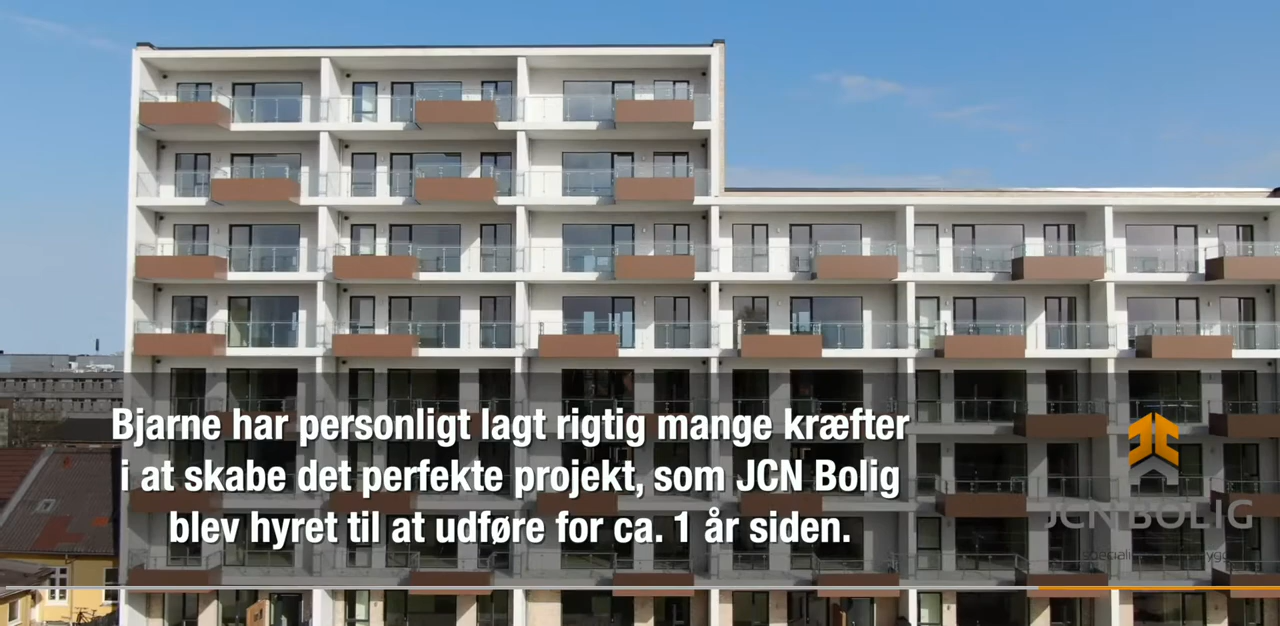 Bjarne har personligt lagt rigtig mange kræfter
i at skabe det perfekte projekt, som JCN Bolig
blev hyret til at udføre for ca. 1 år siden.
JCN BOLIG